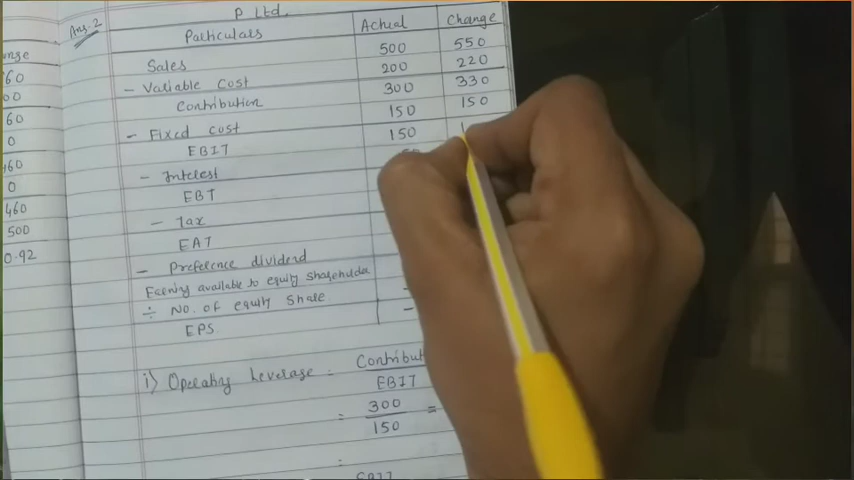 Ans-2
P Ltd.
Particulars Actual Change
Sales 500 550
- Variable Cost 200 220
Contribution 300 330
- Fixed cost 150 150
EBIT 150
- Interest
EBT
- Tax
EAT
- Preference dividend
Earning available to equity shareholder
÷ No. of equity share
EPS
i) Operating Leverage = Contribut
EBIT
= 300 =
150
=
EBIT
60
00
60
0
460
0
460
500
0.92